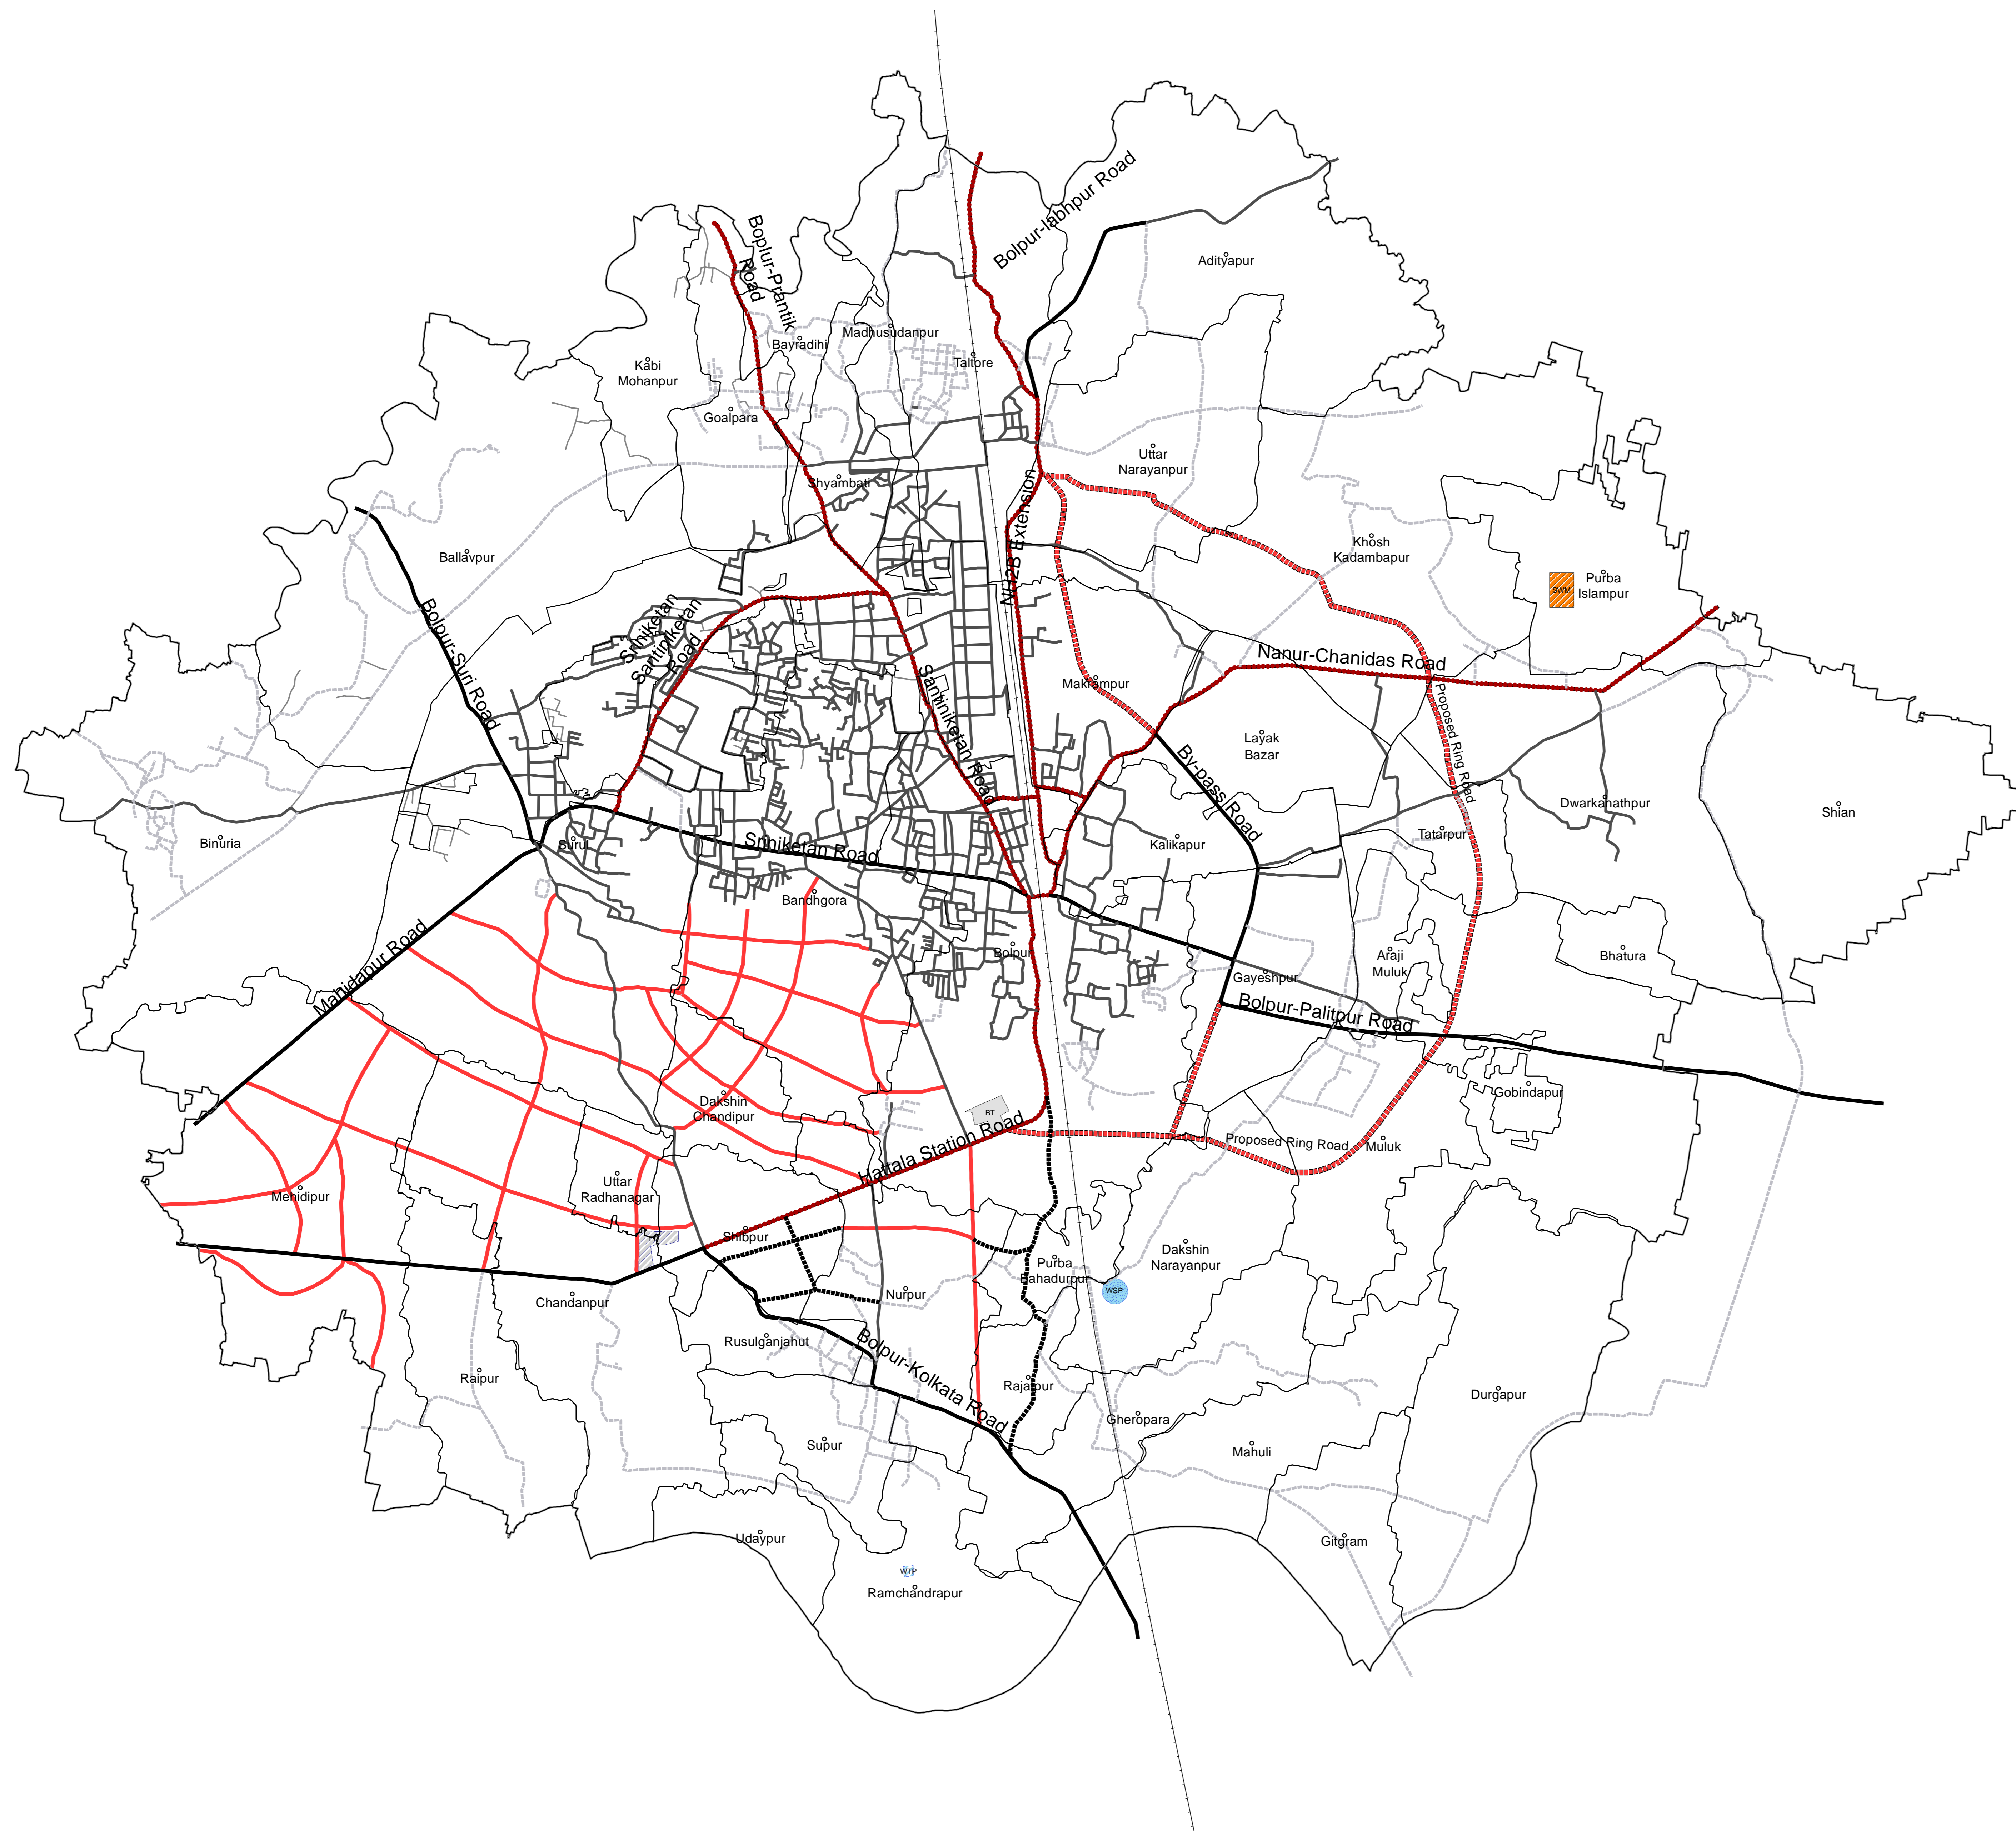 Bolpur-labhpur Road
Boplur-Prantik
Road
Adityapur
Madhusudanpur
Bayradihi
Taltore
Kabi
Mohanpur
Goalpara
Uttar
Narayanpur
Shyambati
NH2B Extension
Khosh
Kadambapur
Ballavpur
Purba
Islampur
SWM
Bolpur-Suri Road
Sriniketan
Santiniketan
Road
Santiniketan Road
Nanur-Chanidas Road
Makrampur
Proposed Ring Road
Layak
Bazar
By-pass Road
Dwarkanathpur
Shian
Tatarpur
Binuria
Surul
Sriniketan Road
Kalikapur
Bandhgora
Mahidapur Road
Bolpur
Araji
Muluk
Bhatura
Gayeshpur
Bolpur-Palitpur Road
Gobindapur
Dakshin
Chandipur
BT
Hattala Station Road
Proposed Ring Road
Muluk
Uttar
Radhanagar
Mehidipur
Shibpur
Dakshin
Narayanpur
Purba
Bahadurpur
WSP
Nurpur
Chandanpur
Rusulganjahut
Bolpur-Kolkata Road
Raipur
Rajatpur
Durgapur
Gheropara
Supur
Mahuli
Udaypur
Gitgram
WTP
Ramchandrapur